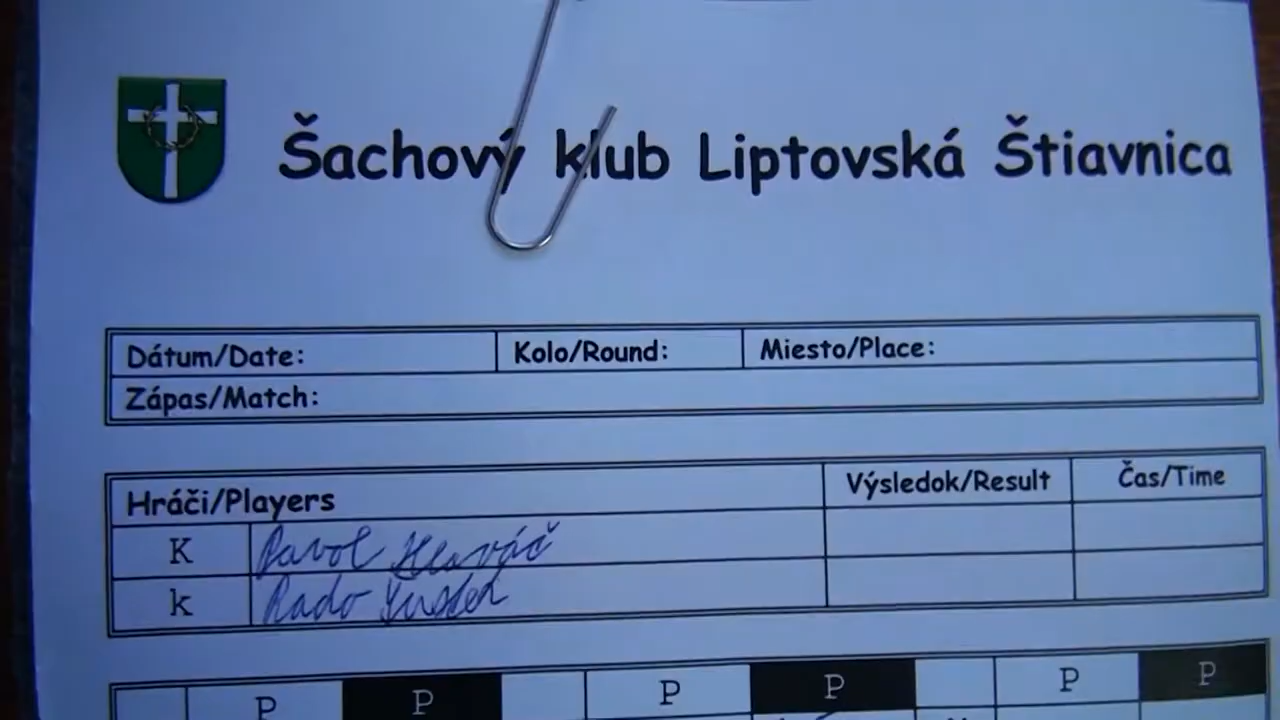 Šachový klub Liptovská Štiavnica
Dátum/Date: Kolo/Round: Miesto/Place:
Zápas/Match:
Hráči/Players Výsledok/Result Čas/Time
K Pavol Hlaváč
k Rado
P P P P P P